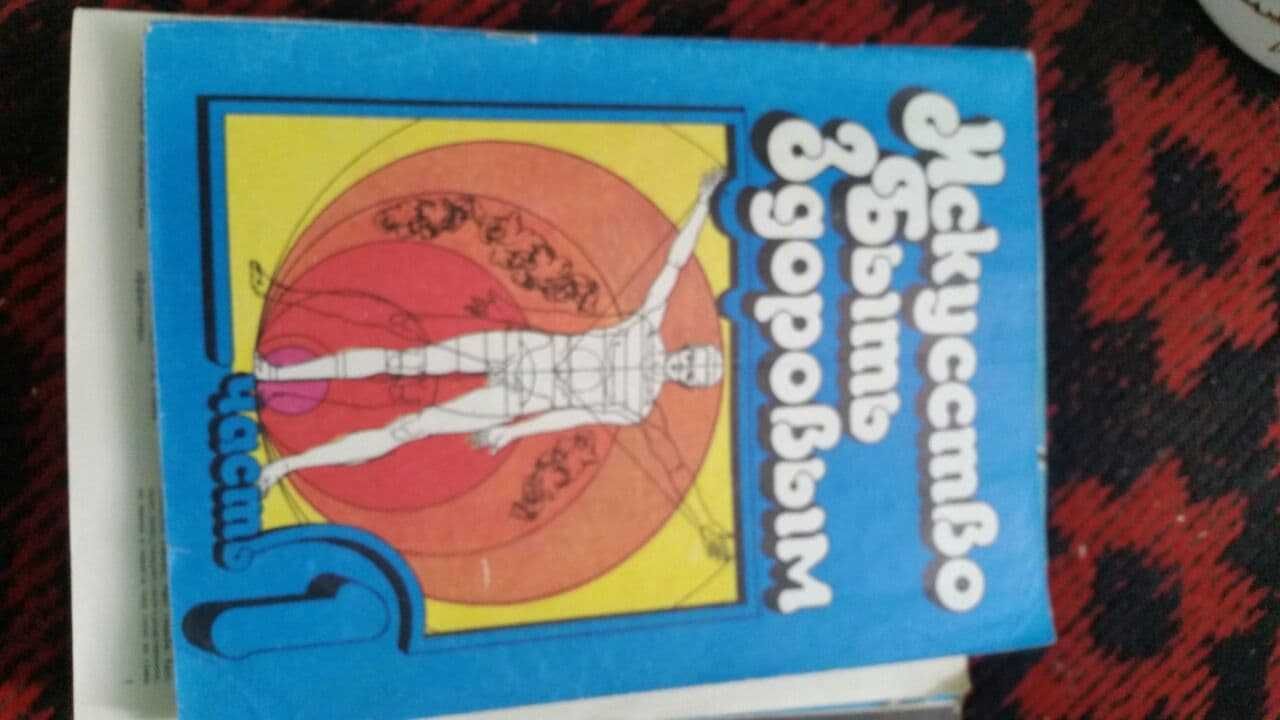 Искусство
быть
здоровым
часть 1